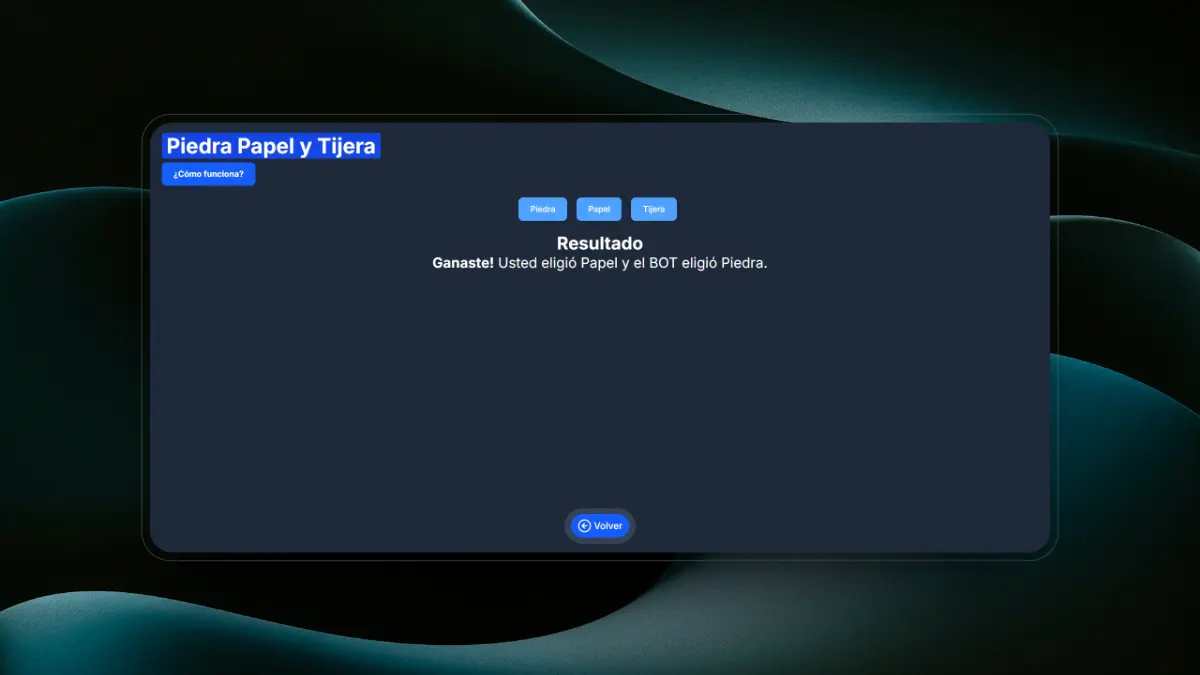 Piedra Papel y Tijera
¿Cómo funciona?
Piedra Papel Tijera
Resultado
Ganaste! Usted eligió Papel y el BOT eligió Piedra.
Volver